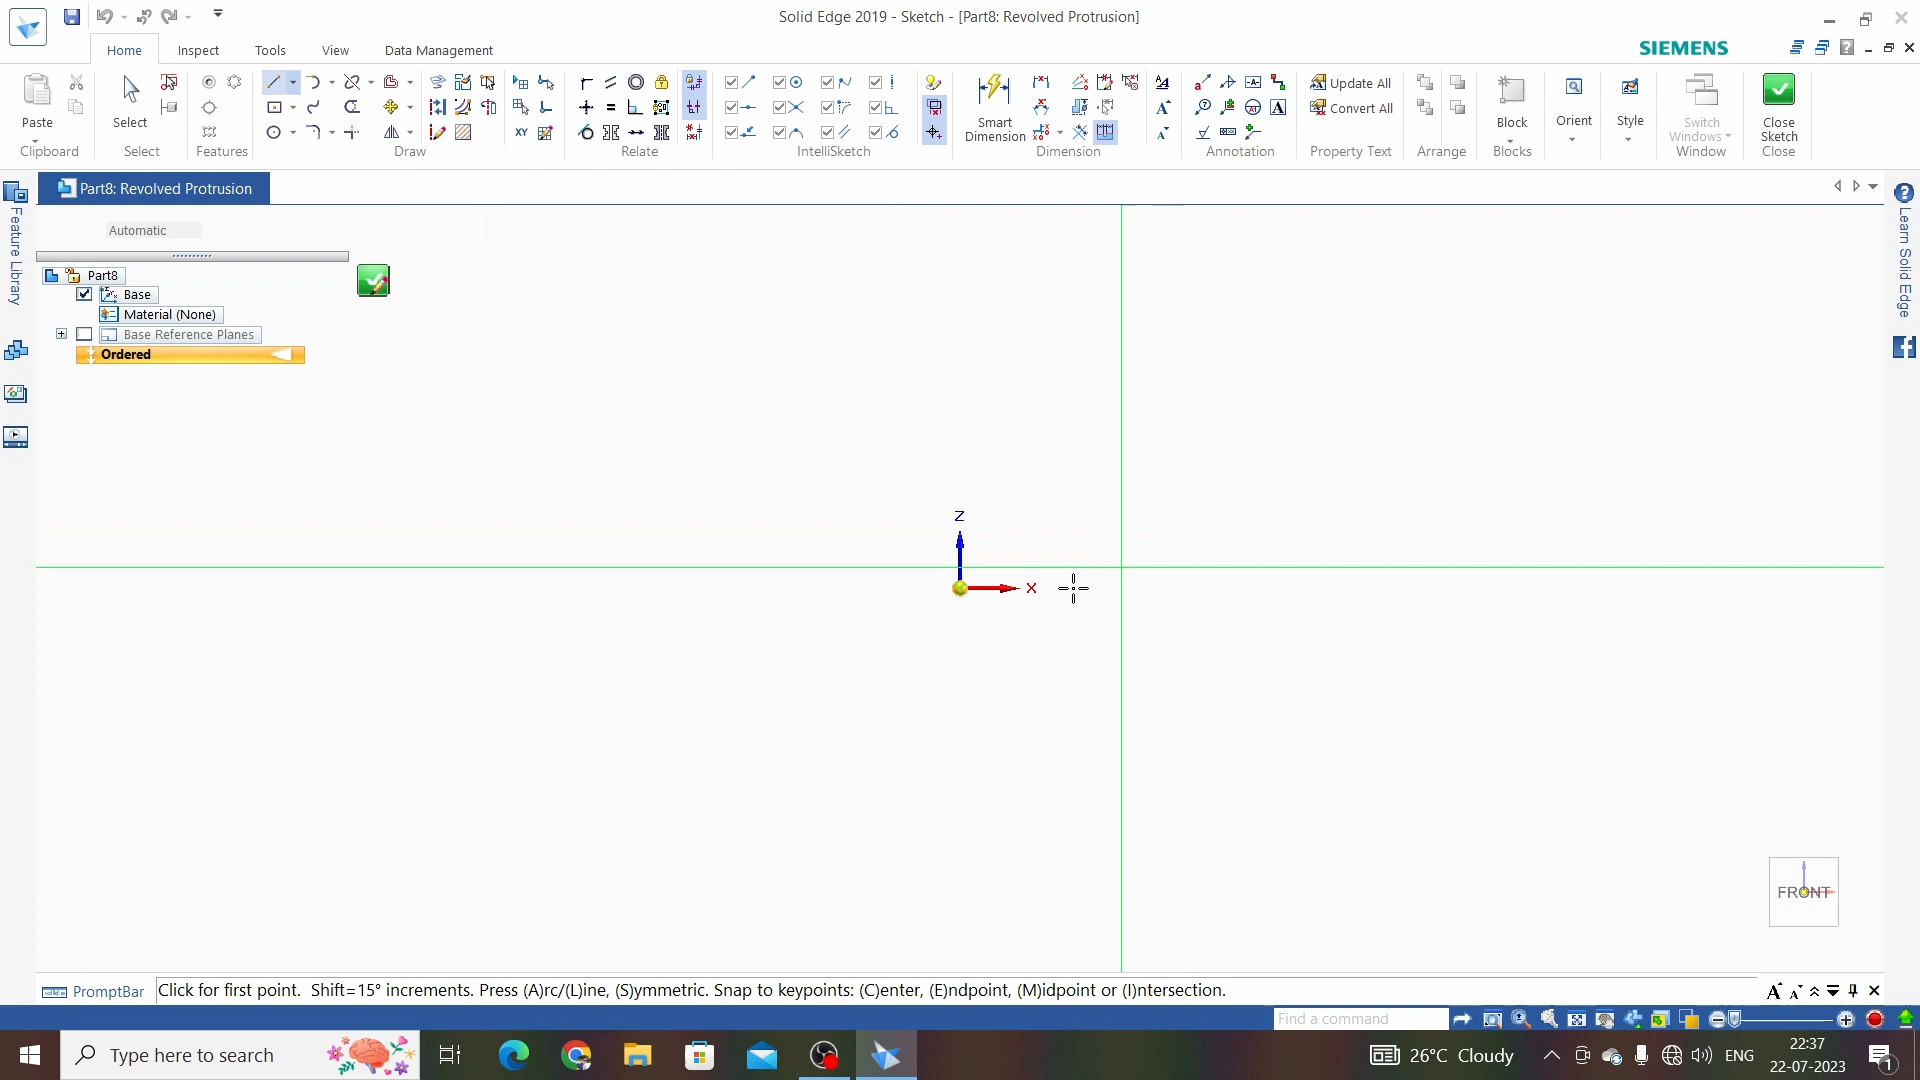 Solid Edge 2019 - Sketch - [Part8: Revolved Protrusion]
Home
Inspect
Tools
View
Data Management
SIEMENS
Paste
Clipboard
Select
Select
Features
Draw
XY
Relate
IntelliSketch
Smart
Dimension
Dimension
Annotation
Update All
Convert All
Property Text
Arrange
Block
Blocks
Orient
Style
Switch
Windows
Window
Close
Sketch
Close
Part8: Revolved Protrusion
Feature Library
Learn Solid Edge
Automatic
Part8
Base
Material (None)
Base Reference Planes
Ordered
Z
X
FRONT
PromptBar
Click for first point. Shift=15° increments. Press (A)rc/(L)ine, (S)ymmetric. Snap to keypoints: (C)enter, (E)ndpoint, (M)idpoint or (I)ntersection.
Find a command
Type here to search
26°C Cloudy
ENG
22:37
22-07-2023
1